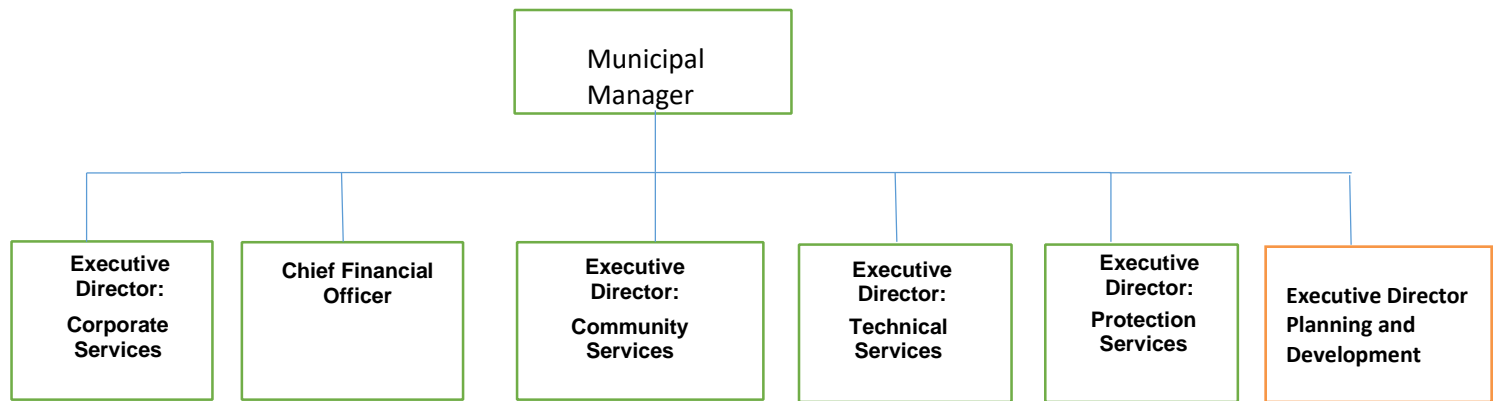 Municipal
Manager
Executive
Director:
Corporate
Services
Chief Financial
Officer
Executive
Director:
Community
Services
Executive
Director:
Technical
Services
Executive
Director:
Protection
Services
Executive Director
Planning and
Development